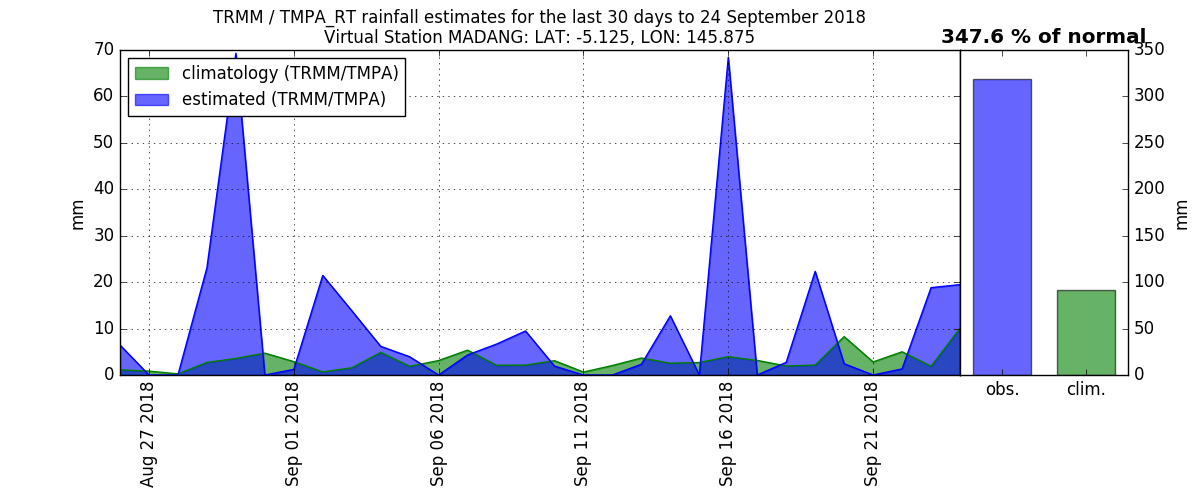 TRMM / TMPA_RT rainfall estimates for the last 30 days to 24 September 2018
Virtual Station MADANG: LAT: -5.125, LON: 145.875
347.6 % of normal
climatology (TRMM/TMPA)
estimated (TRMM/TMPA)
70
60
50
40
30
20
10
0
mm
Aug 27 2018
Sep 01 2018
Sep 06 2018
Sep 11 2018
Sep 16 2018
Sep 21 2018
350
300
250
200
150
100
50
0
mm
obs.
clim.